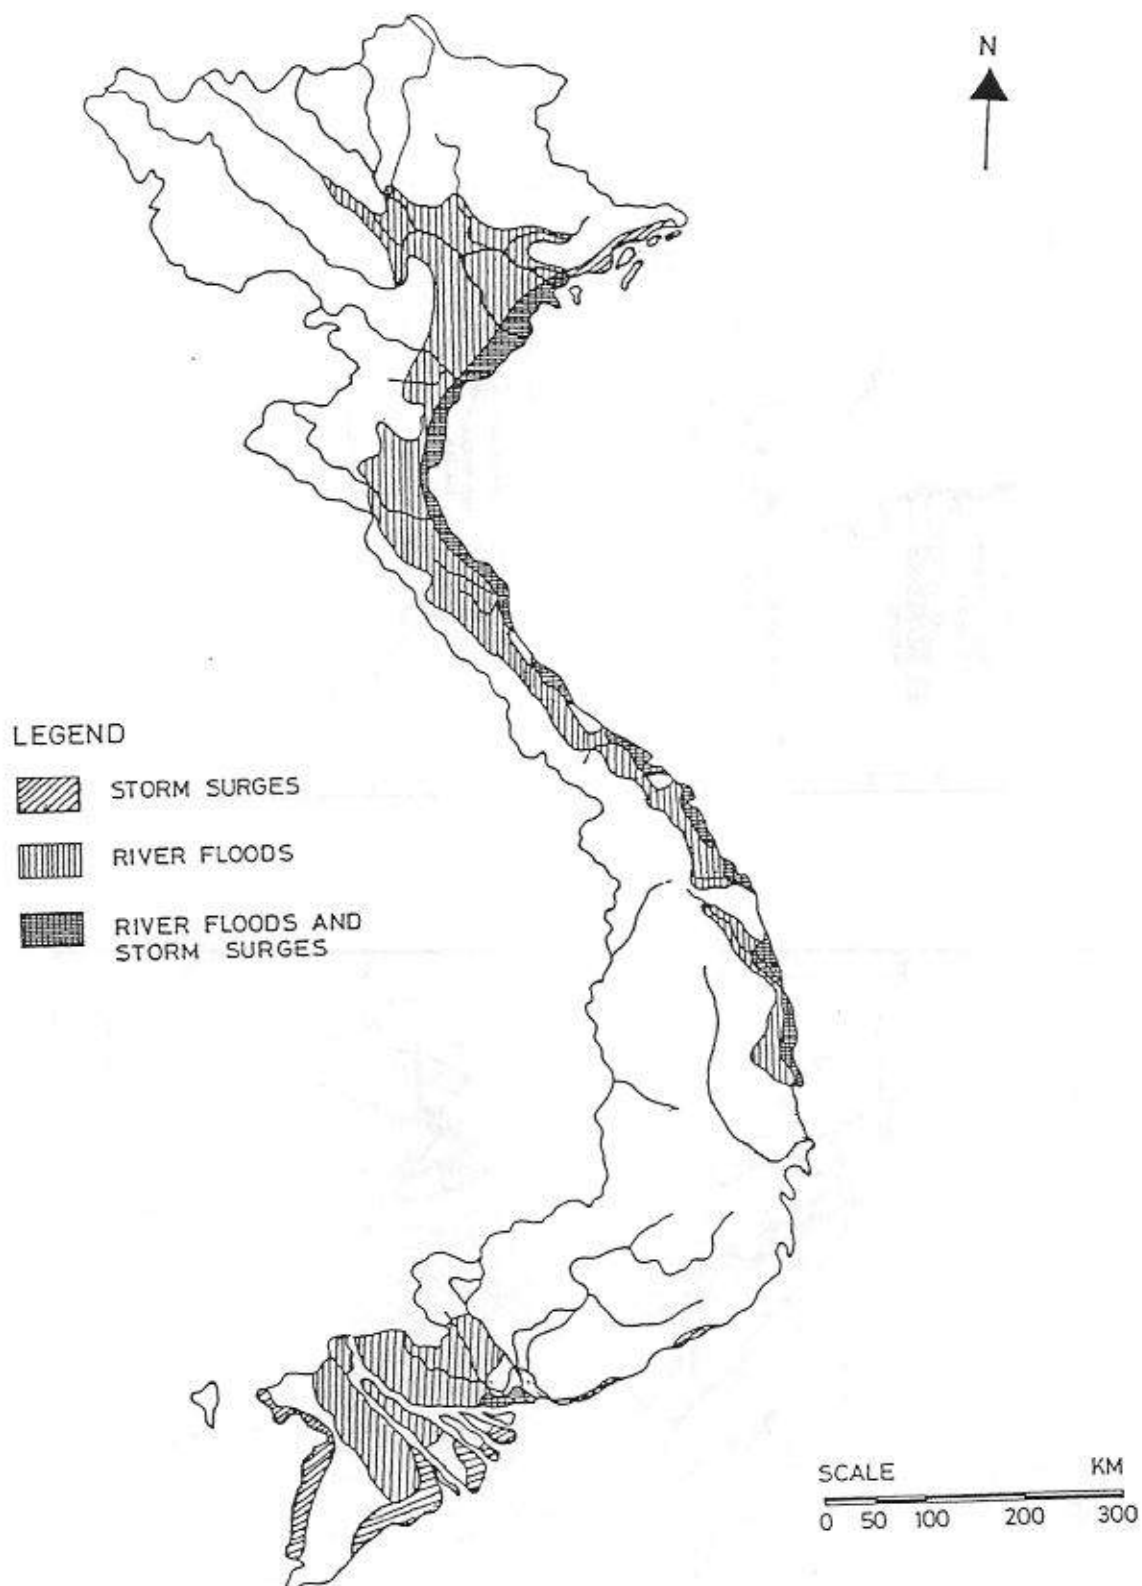 N
LEGEND
STORM SURGES
RIVER FLOODS
RIVER FLOODS AND
STORM SURGES
SCALE KM
0 50 100 200 300